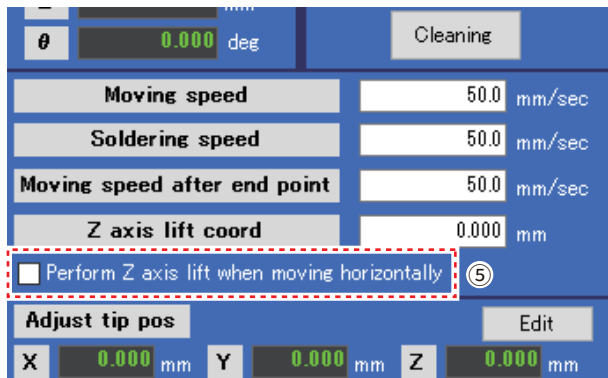 mm
θ 0.000 deg
Cleaning
Moving speed 50.0 mm/sec
Soldering speed 50.0 mm/sec
Moving speed after end point 50.0 mm/sec
Z axis lift coord 0.000 mm
Perform Z axis lift when moving horizontally ⑤
Adjust tip pos Edit
X 0.000 mm Y 0.000 mm Z 0.000 mm